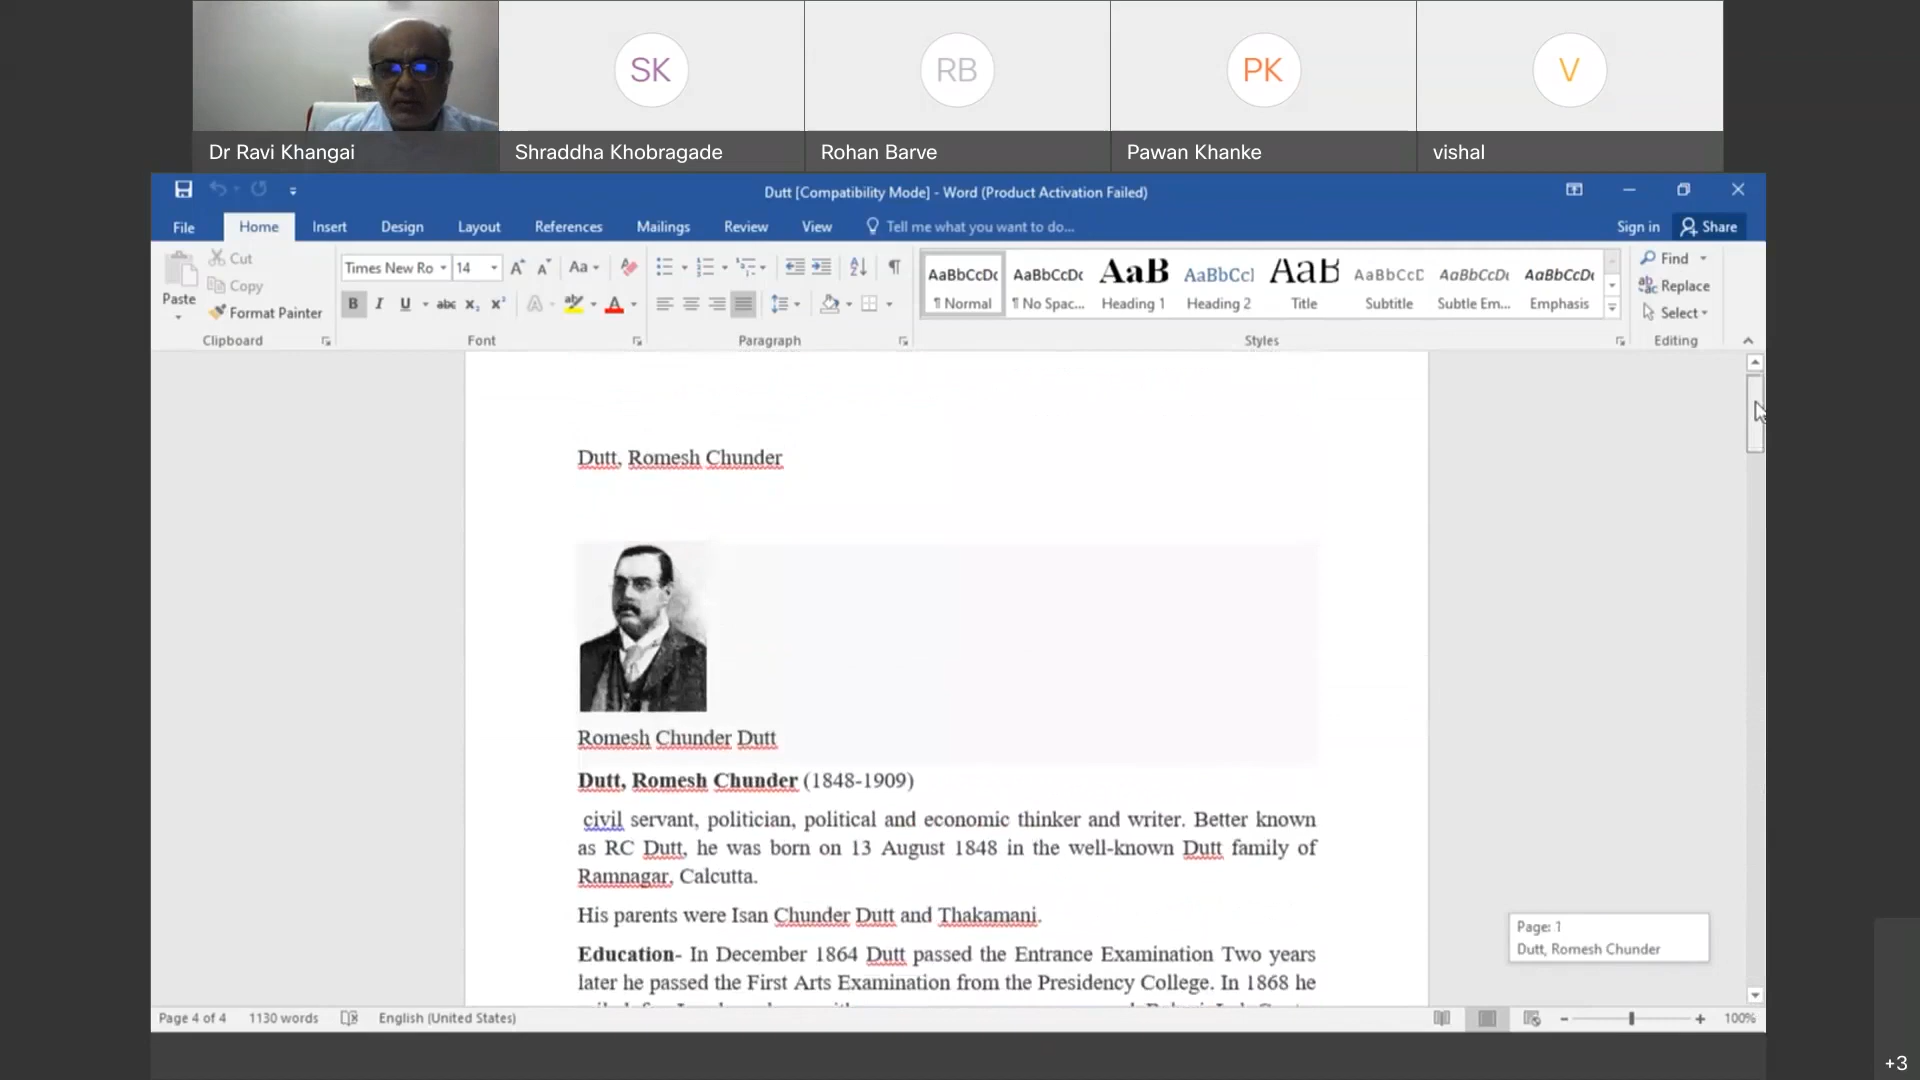 SK
RB
PK
V
Dr Ravi Khangai
Shraddha Khobragade
Rohan Barve
Pawan Khanke
vishal
Dutt [Compatibility Mode] - Word (Product Activation Failed)
File
Home
Insert
Design
Layout
References
Mailings
Review
View
Tell me what you want to do...
Sign in
Share
Paste
Cut
Copy
Format Painter
Clipboard
Times New Ro
14
Font
Paragraph
AaBbCcDc
¶ Normal
AaBbCcDc
¶ No Spac...
AaB
Heading 1
AaBbCcl
Heading 2
AaB
Title
AaBbCcD
Subtitle
AaBbCcDc
Subtle Em...
AaBbCcDc
Emphasis
Styles
Find
Replace
Select
Editing
Dutt, Romesh Chunder
Romesh Chunder Dutt
Dutt, Romesh Chunder (1848-1909)
civil servant, politician, political and economic thinker and writer. Better known
as RC Dutt, he was born on 13 August 1848 in the well-known Dutt family of
Ramnagar, Calcutta.
His parents were Isan Chunder Dutt and Thakamani.
Education- In December 1864 Dutt passed the Entrance Examination Two years
later he passed the First Arts Examination from the Presidency College. In 1868 he
Page: 1
Dutt, Romesh Chunder
Page 4 of 4
1130 words
English (United States)
100%
+3